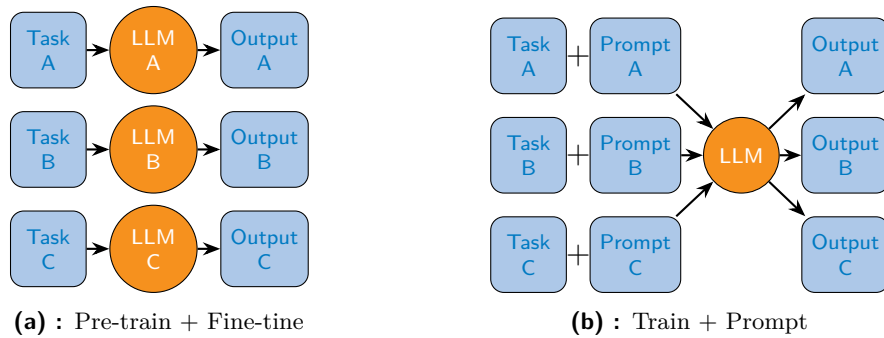 Task
A
LLM
A
Output
A
Task
B
LLM
B
Output
B
Task
C
LLM
C
Output
C
(a) : Pre-train + Fine-tine
Task
A
+
Prompt
A
Task
B
+
Prompt
B
Task
C
+
Prompt
C
LLM
Output
A
Output
B
Output
C
(b) : Train + Prompt